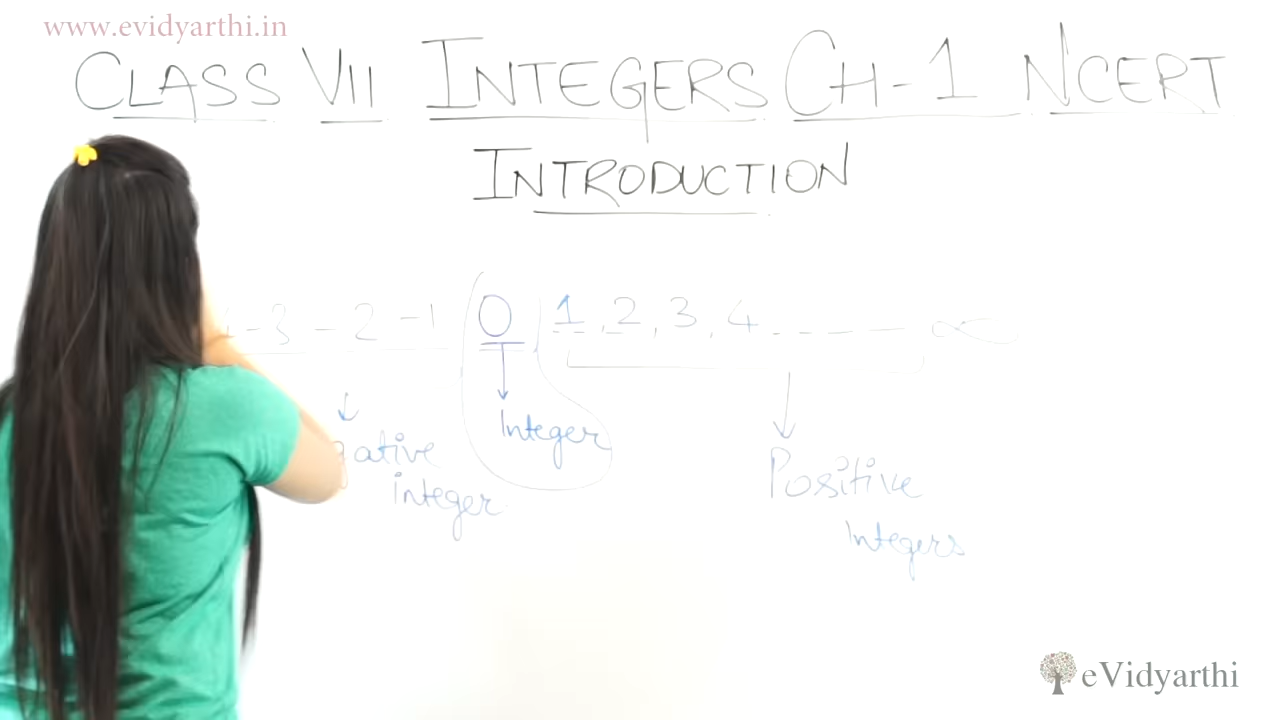 www.evidyarthi.in
CLASS VII INTEGERS CH-1 NCERT
INTRODUCTION
-3 -2 -1 0 1, 2, 3, 4 ----- ∝
Integer
integer
Positive
Integers
eVidyarthi